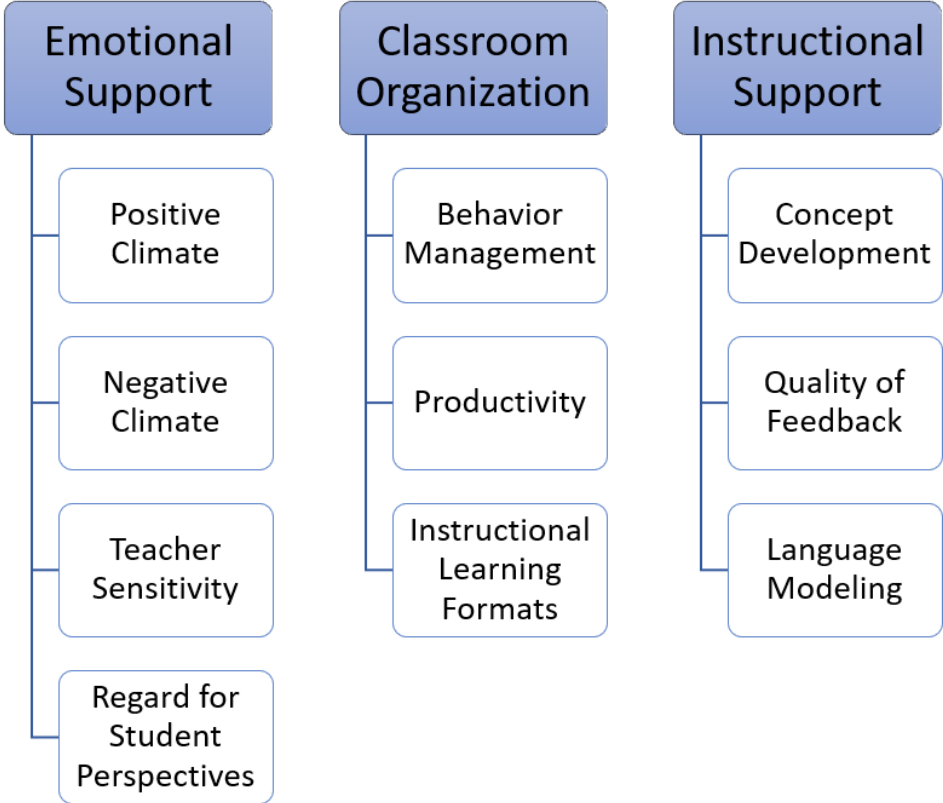 Emotional
Support
Positive
Climate
Negative
Climate
Teacher
Sensitivity
Regard for
Student
Perspectives
Classroom
Organization
Behavior
Management
Productivity
Instructional
Learning
Formats
Instructional
Support
Concept
Development
Quality of
Feedback
Language
Modeling